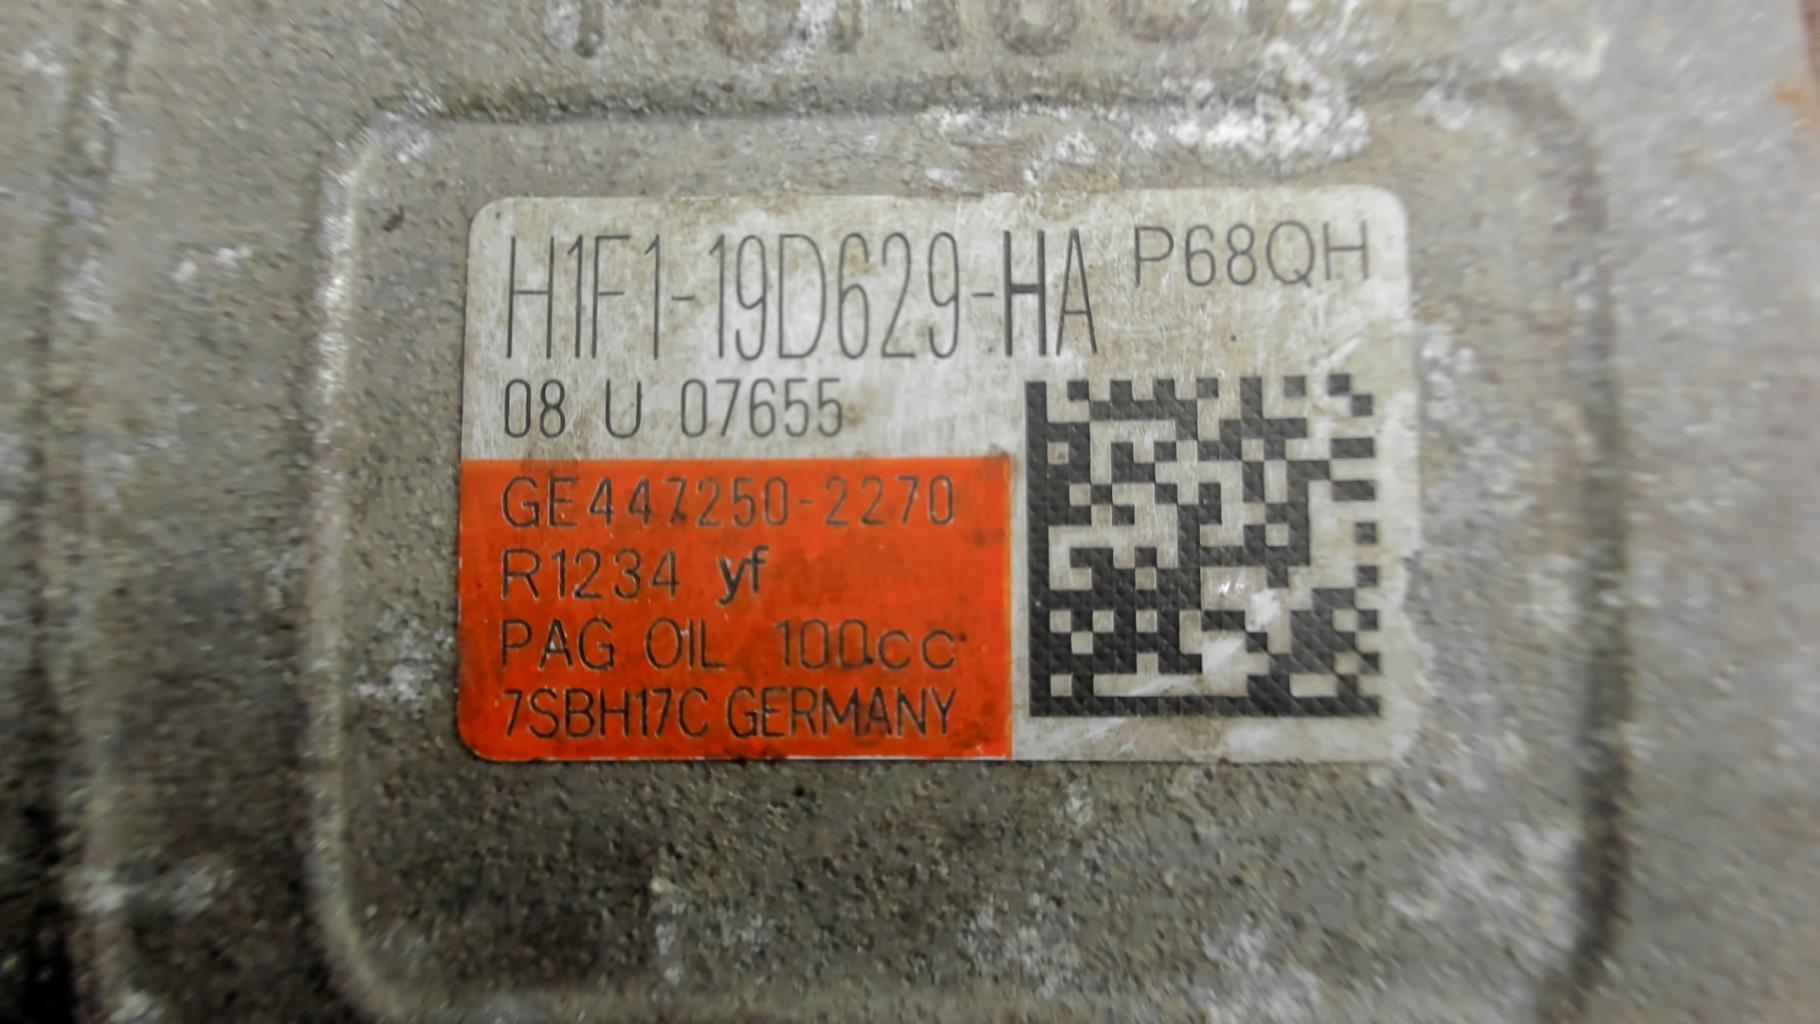 H1F1-19D629-HA P68QH
08 U 07655
GE447250-2270
R1234 yf
PAG OIL 100cc
7SBH17C GERMANY